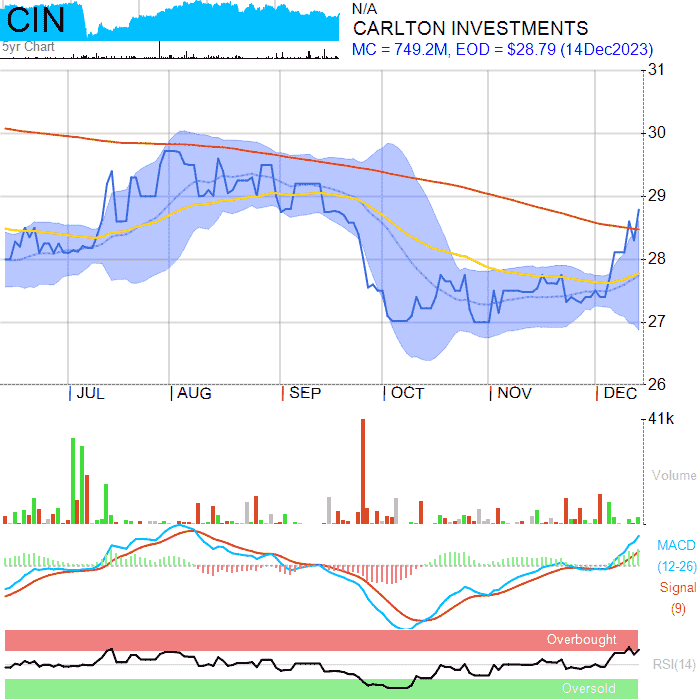 CIN
5yr Chart
N/A
CARLTON INVESTMENTS
MC = 749.2M, EOD = $28.79 (14Dec2023)
31
30
29
28
27
26
JUL
AUG
SEP
OCT
NOV
DEC
41k
Volume
MACD
(12-26)
Signal
(9)
Overbought
RSI(14)
Oversold